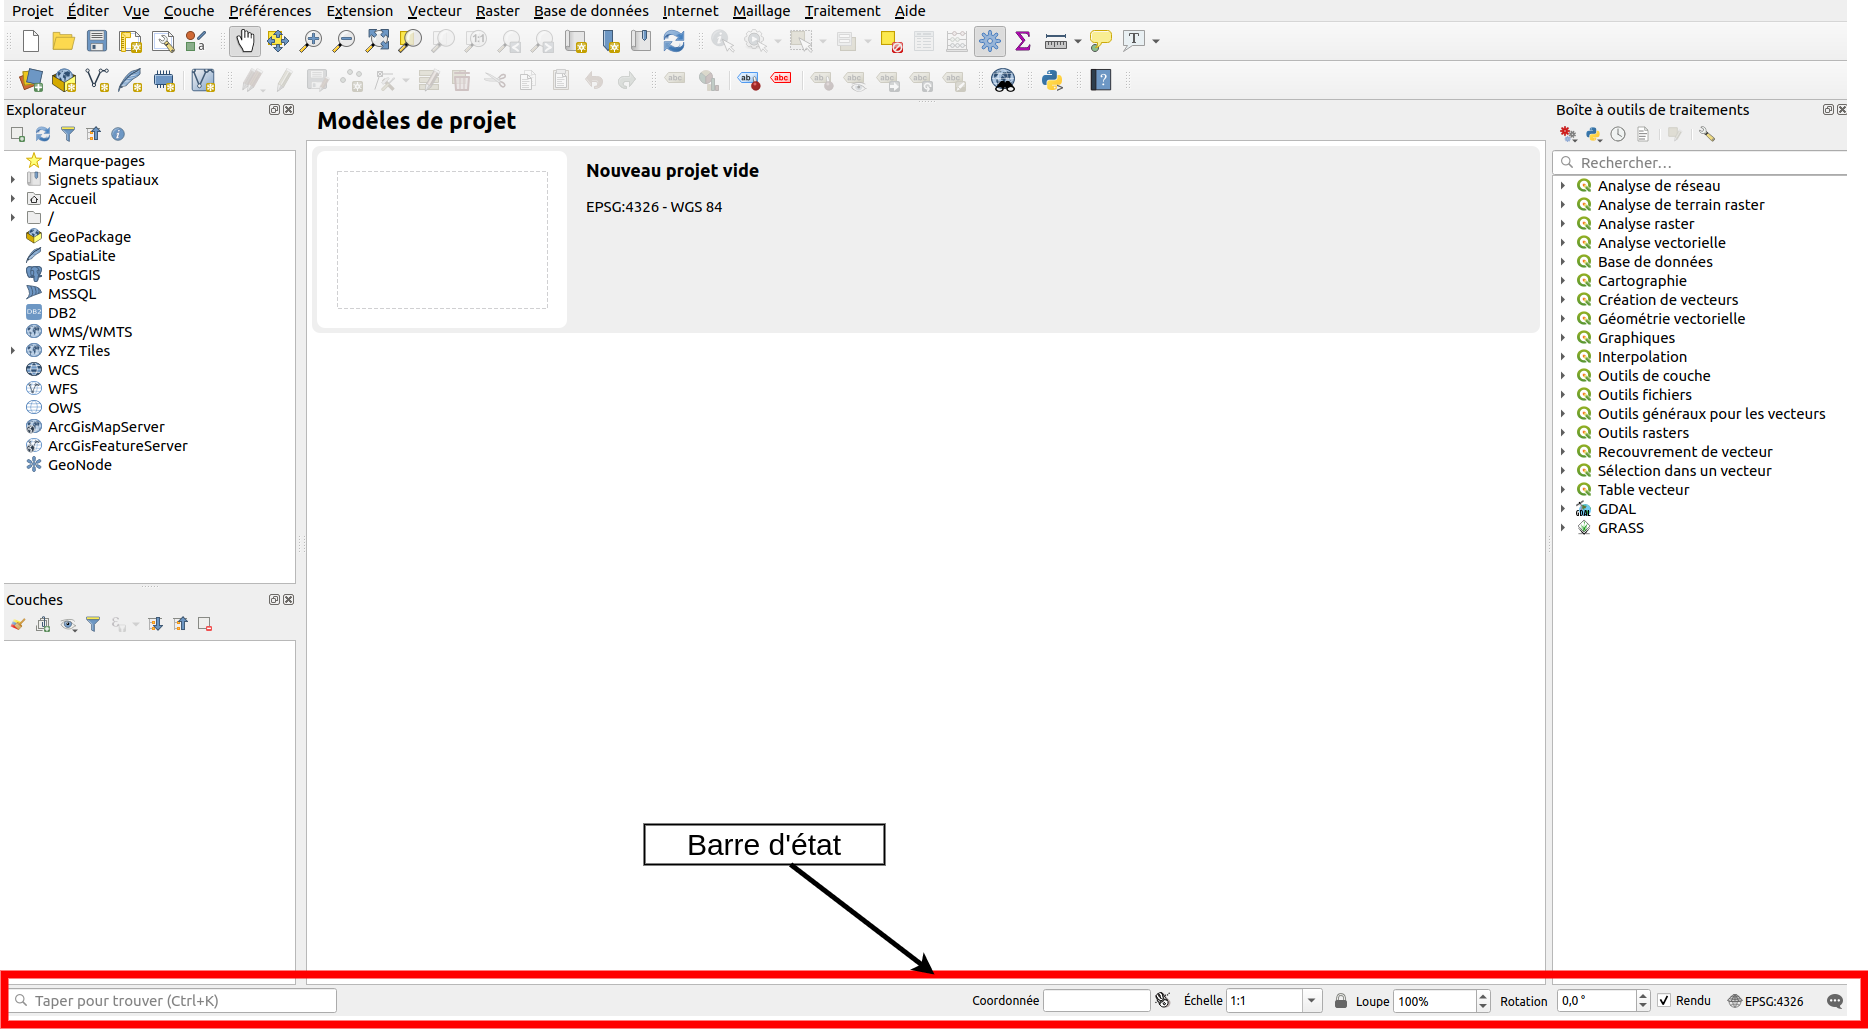 Projet Éditer Vue Couche Préférences Extension Vecteur Raster Base de données Internet Maillage Traitement Aide
Explorateur
Marque-pages
Signets spatiaux
Accueil
/
GeoPackage
SpatiaLite
PostGIS
MSSQL
DB2
WMS/WMTS
XYZ Tiles
WCS
WFS
OWS
ArcGisMapServer
ArcGisFeatureServer
GeoNode
Couches
Modèles de projet
Nouveau projet vide
EPSG:4326 - WGS 84
Barre d'état
Boîte à outils de traitements
Rechercher…
Analyse de réseau
Analyse de terrain raster
Analyse raster
Analyse vectorielle
Base de données
Cartographie
Création de vecteurs
Géométrie vectorielle
Graphiques
Interpolation
Outils de couche
Outils fichiers
Outils généraux pour les vecteurs
Outils rasters
Recouvrement de vecteur
Sélection dans un vecteur
Table vecteur
GDAL
GRASS
Taper pour trouver (Ctrl+K) Coordonnée Échelle 1:1 Loupe 100% Rotation 0,0 ° Rendu EPSG:4326